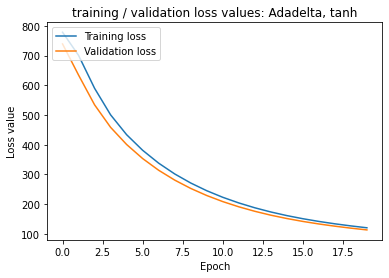 training / validation loss values: Adadelta, tanh
Training loss
Validation loss
800
700
600
500
400
300
200
100
Loss value
0.0 2.5 5.0 7.5 10.0 12.5 15.0 17.5
Epoch